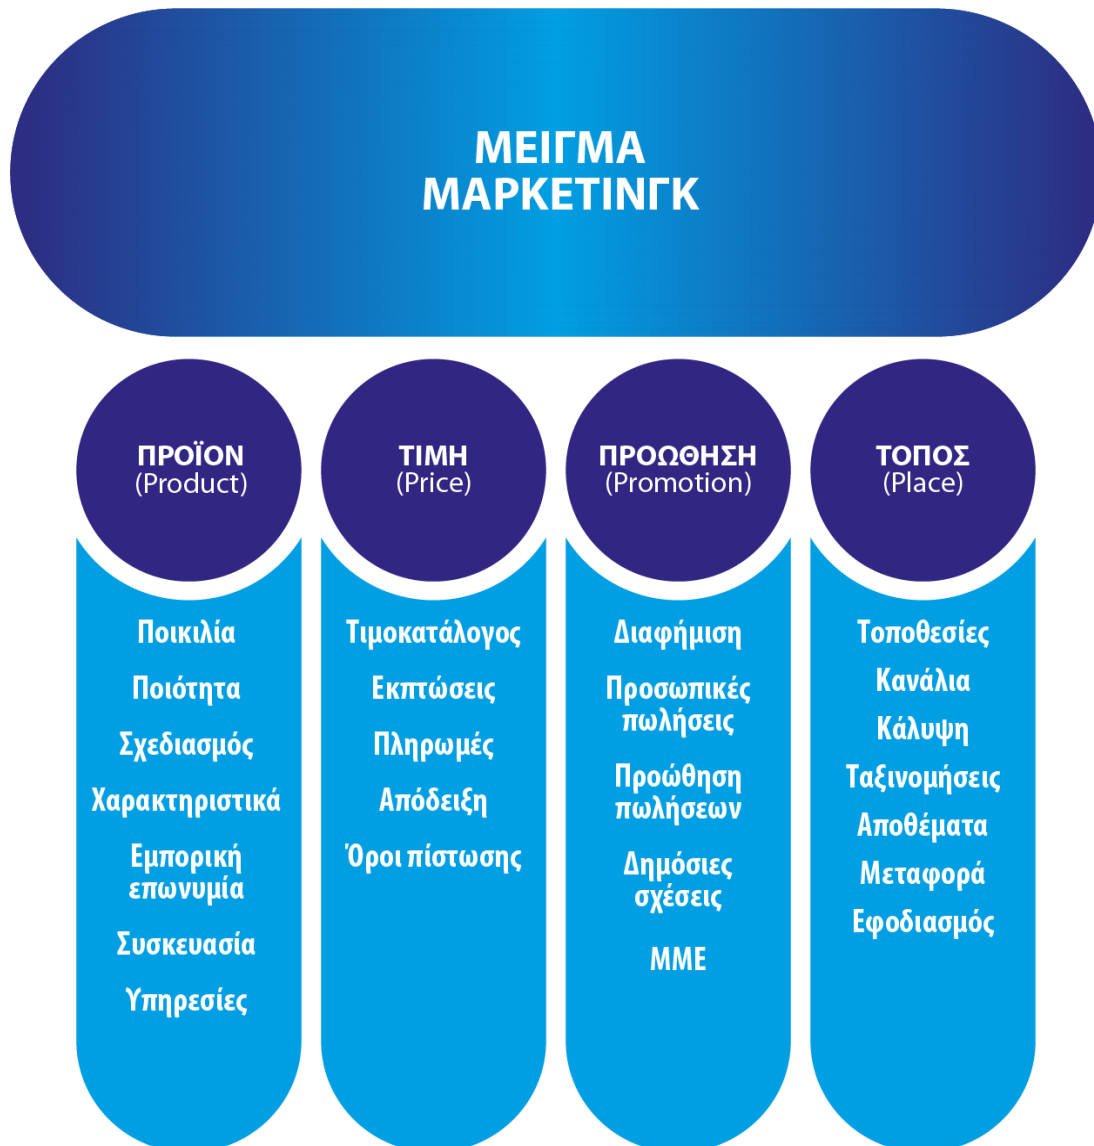 ΜΕΙΓΜΑ
ΜΑΡΚΕΤΙΝΓΚ
ΠΡΟΪΟΝ
(Product)
Ποικιλία
Ποιότητα
Σχεδιασμός
Χαρακτηριστικά
Εμπορική
επωνυμία
Συσκευασία
Υπηρεσίες
ΤΙΜΗ
(Price)
Τιμοκατάλογος
Εκπτώσεις
Πληρωμές
Απόδειξη
Όροι πίστωσης
ΠΡΟΩΘΗΣΗ
(Promotion)
Διαφήμιση
Προσωπικές
πωλήσεις
Προώθηση
πωλήσεων
Δημόσιες
σχέσεις
ΜΜΕ
ΤΟΠΟΣ
(Place)
Τοποθεσίες
Κανάλια
Κάλυψη
Ταξινομήσεις
Αποθέματα
Μεταφορά
Εφοδιασμός